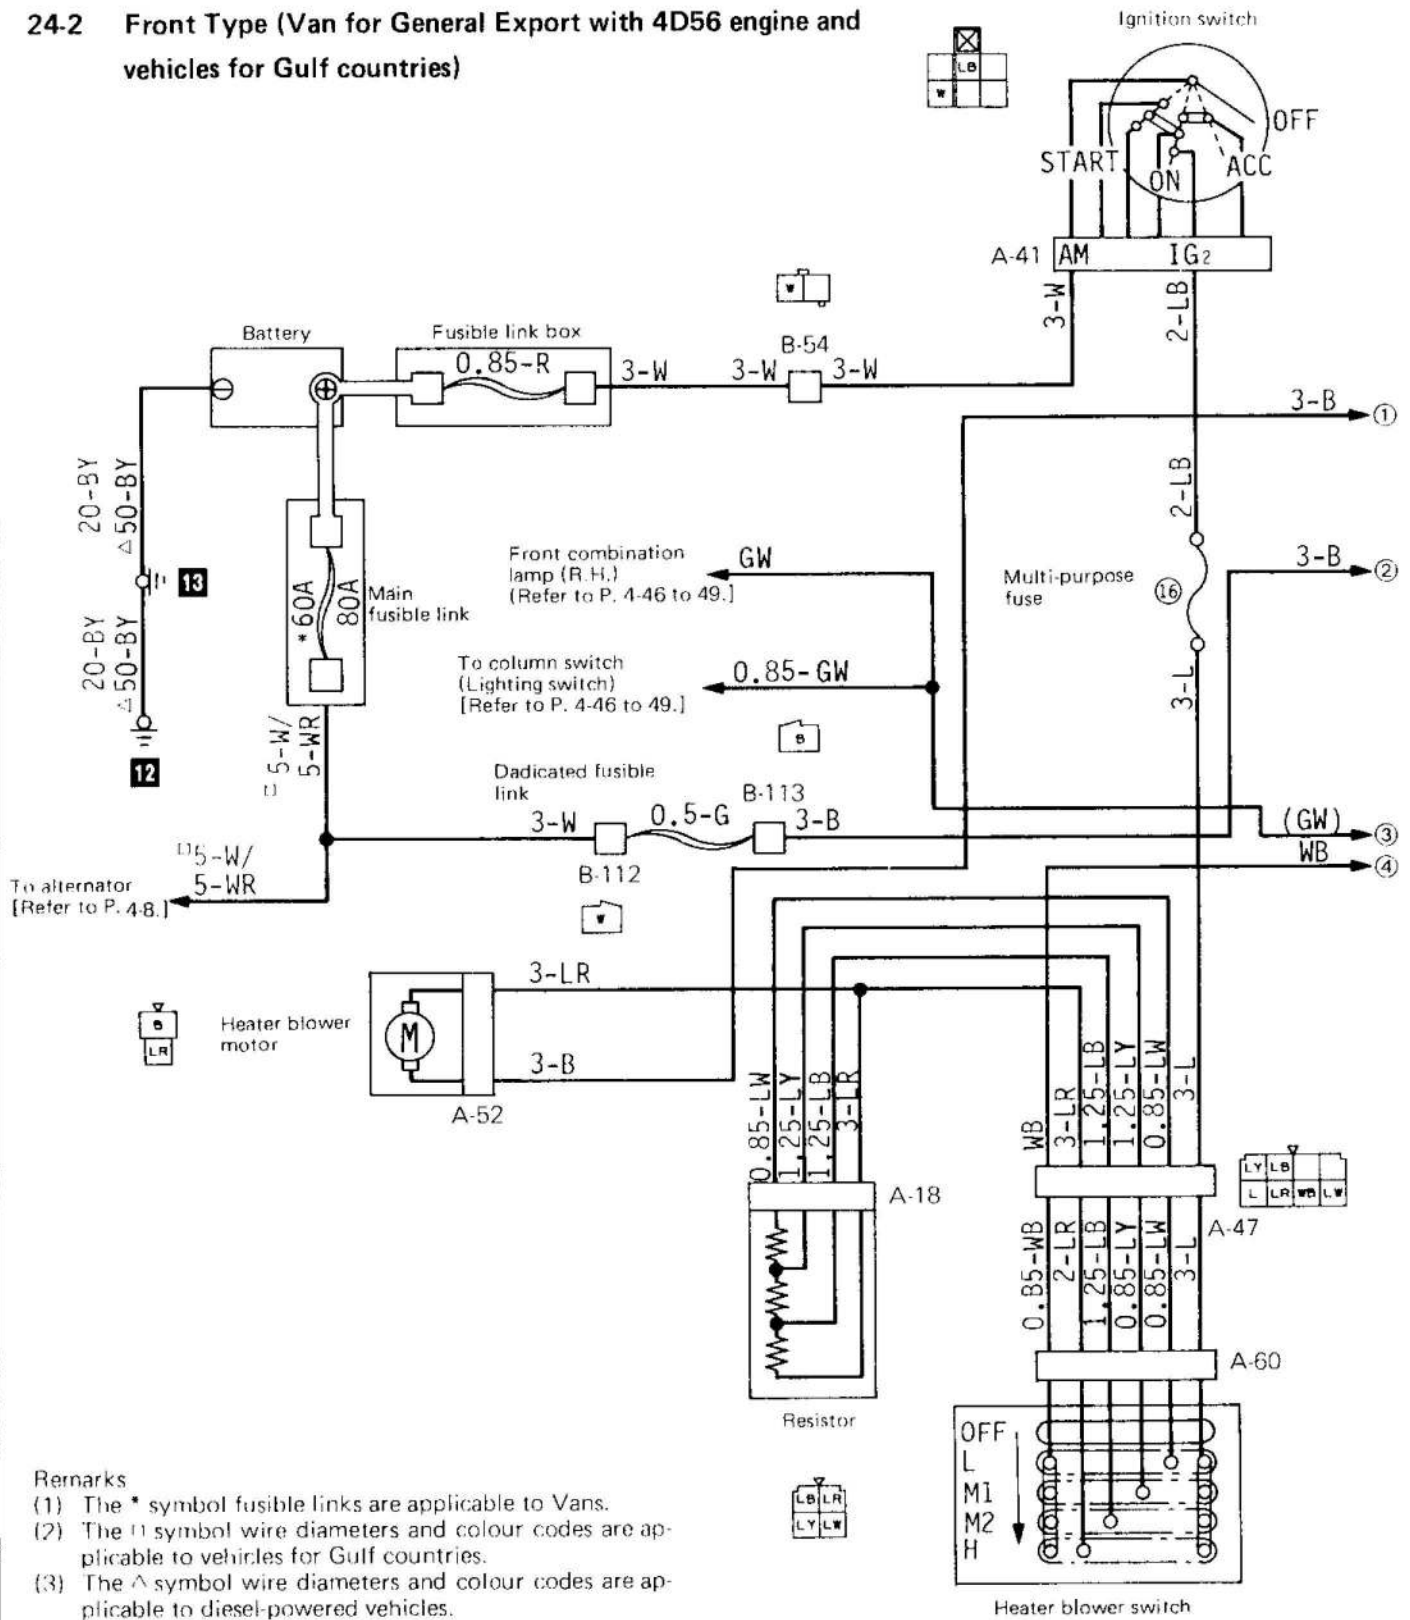 24-2 Front Type (Van for General Export with 4D56 engine and
vehicles for Gulf countries)
Ignition switch
LB
W
OFF
START
ON
ACC
A-41
AM
IG2
W
3-W
2-LB
Battery
Fusible link box
0.85-R
3-W
3-W
B-54
3-W
3-B
①
20-BY
△50-BY
2-LB
Front combination
lamp (R.H.)
(Refer to P. 4-46 to 49.]
GW
Multi-purpose
fuse
⑯
3-B
②
13
*60A
80A
Main
fusible link
20-BY
△50-BY
To column switch
(Lighting switch)
[Refer to P. 4-46 to 49.]
0.85-GW
3-L
B
12
5-W/
5-WR
Dadicated fusible
link
3-W
0.5-G
B-113
3-B
(GW)
③
WB
④
5-W/
5-WR
To alternator
[Refer to P. 4-8.]
B-112
W
3-LR
B
LR
Heater blower
motor
M
3-B
A-52
0.85-LW
1.25-LY
1.25-LB
3-LR
WB
3-LR
1.25-LB
1.25-LY
0.85-LW
3-L
LY LB
L LR WB LW
A-18
A-47
0.B5-WB
2-LR
1.25-LB
0.85-LY
0.85-LW
3-L
A-60
Resistor
OFF
L
M1
M2
H
LB LR
LY LW
Heater blower switch
Remarks
(1) The * symbol fusible links are applicable to Vans.
(2) The symbol wire diameters and colour codes are ap-
plicable to vehicles for Gulf countries.
(3) The △ symbol wire diameters and colour codes are ap-
plicable to diesel-powered vehicles.